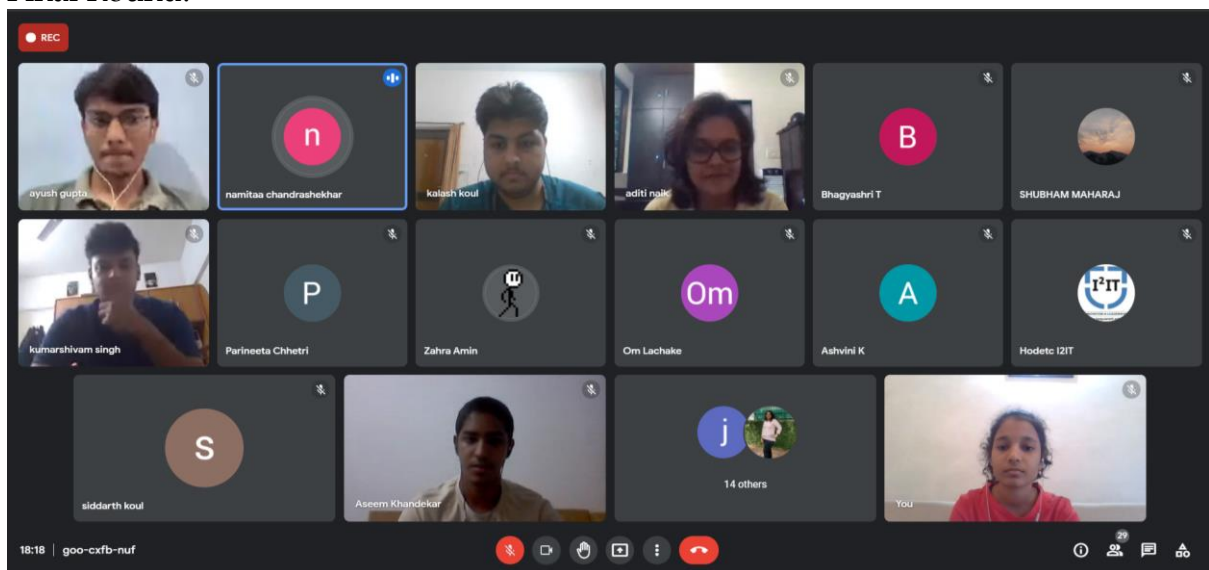 REC
ayush gupta
n
namitaa chandrashekhar
kalash koul
aditi naik
B
Bhagyashri T
SHUBHAM MAHARAJ
kumarshivam singh
P
Parineeta Chhetri
Zahra Amin
Om
Om Lachake
A
Ashvini K
I²IT
Hodetc I2IT
s
siddarth koul
Aseem Khandekar
j
14 others
You
18:18 | goo-cxfb-nuf
29